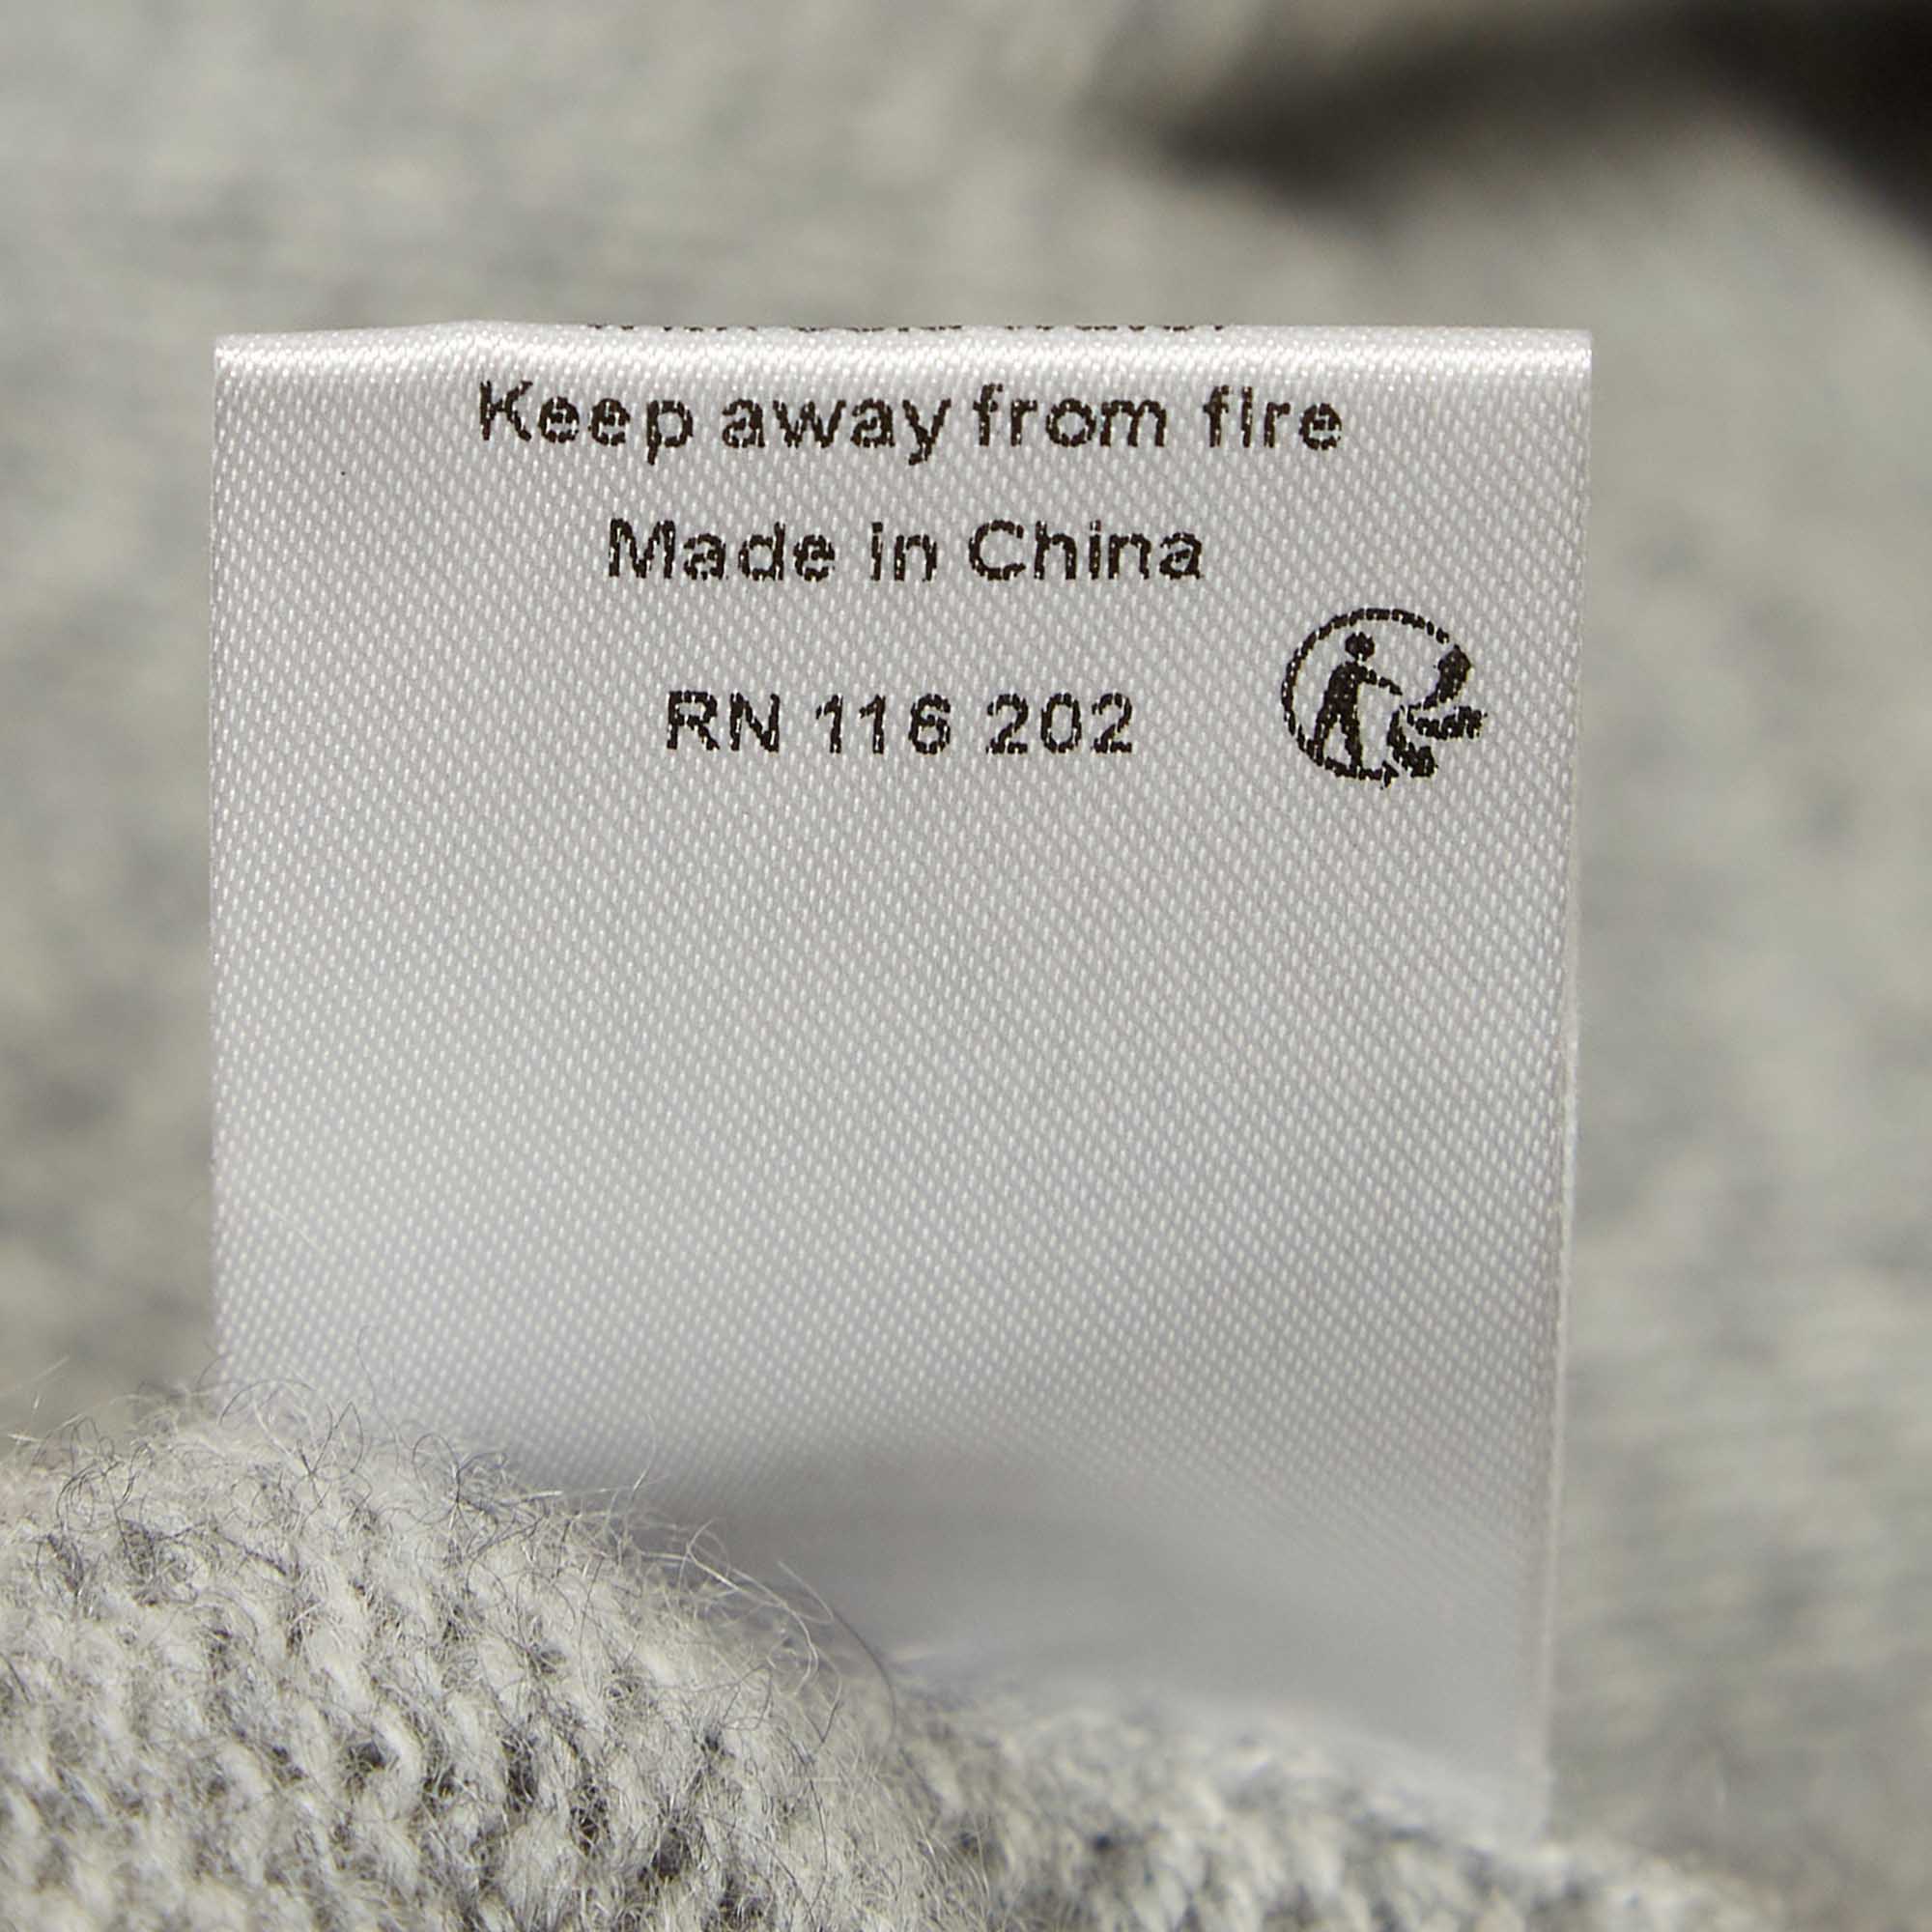 Keep away from fire
Made in China
RN 116 202